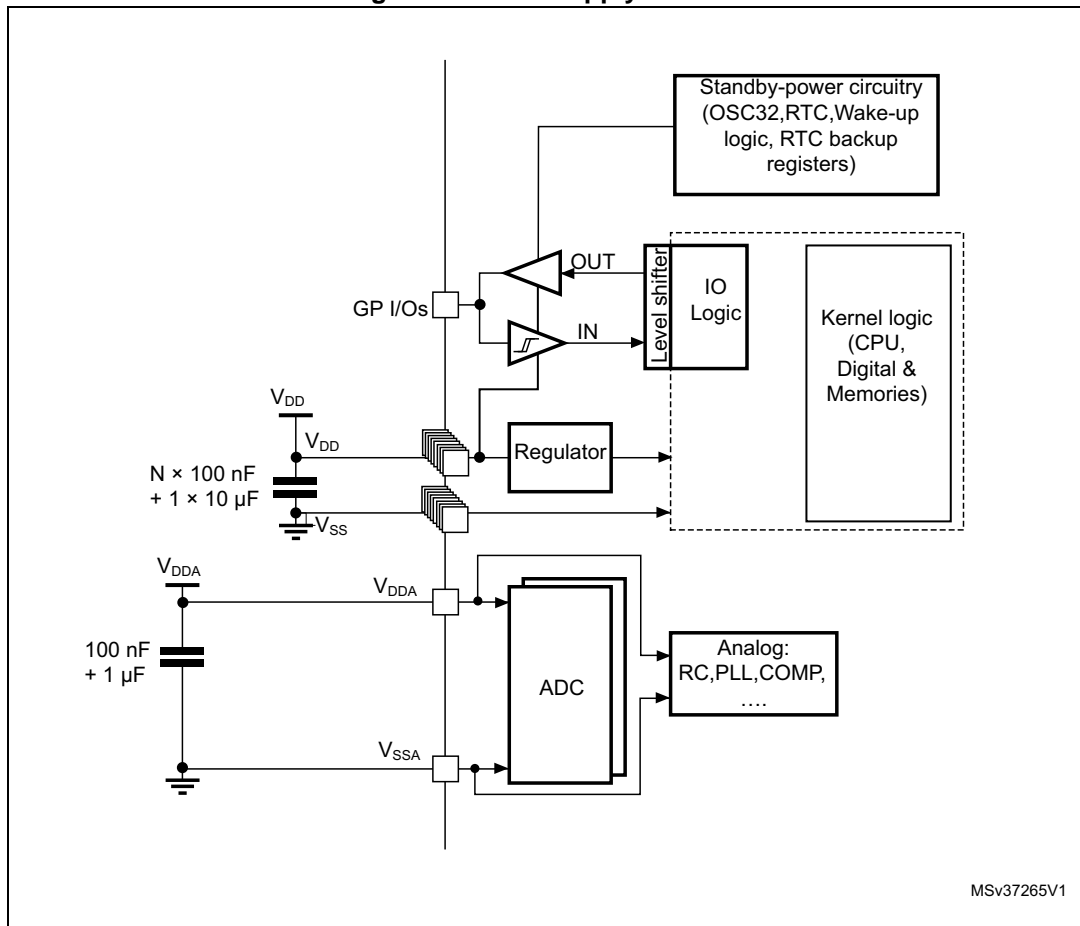 Standby-power circuitry
(OSC32,RTC,Wake-up
logic, RTC backup
registers)
OUT
GP I/Os
IN
Level shifter
IO
Logic
Kernel logic
(CPU,
Digital &
Memories)
VDD
VDD
N × 100 nF
+ 1 × 10 µF
Regulator
VSS
VDDA
VDDA
100 nF
+ 1 µF
ADC
Analog:
RC,PLL,COMP,
….
VSSA
MSv37265V1